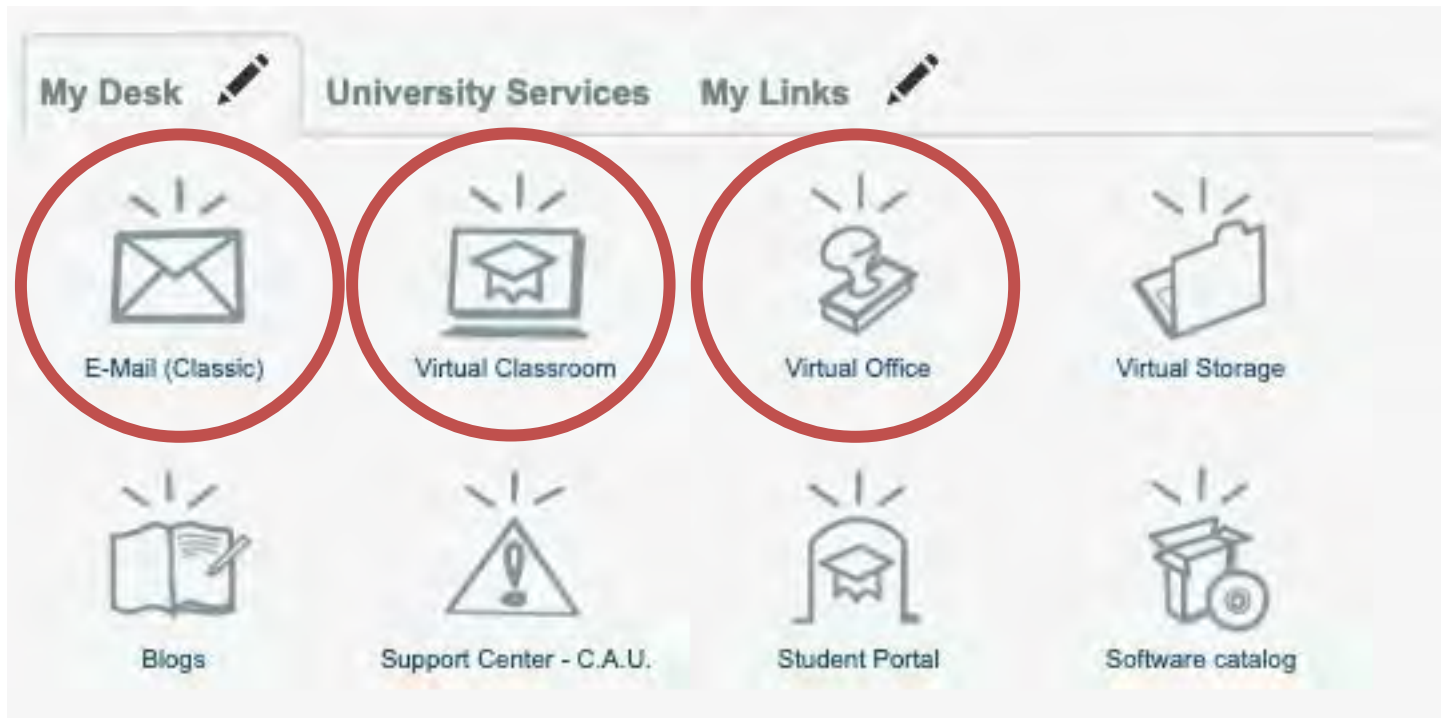 My Desk University Services My Links
E-Mail (Classic) Virtual Classroom Virtual Office Virtual Storage
Blogs Support Center - C.A.U. Student Portal Software catalog